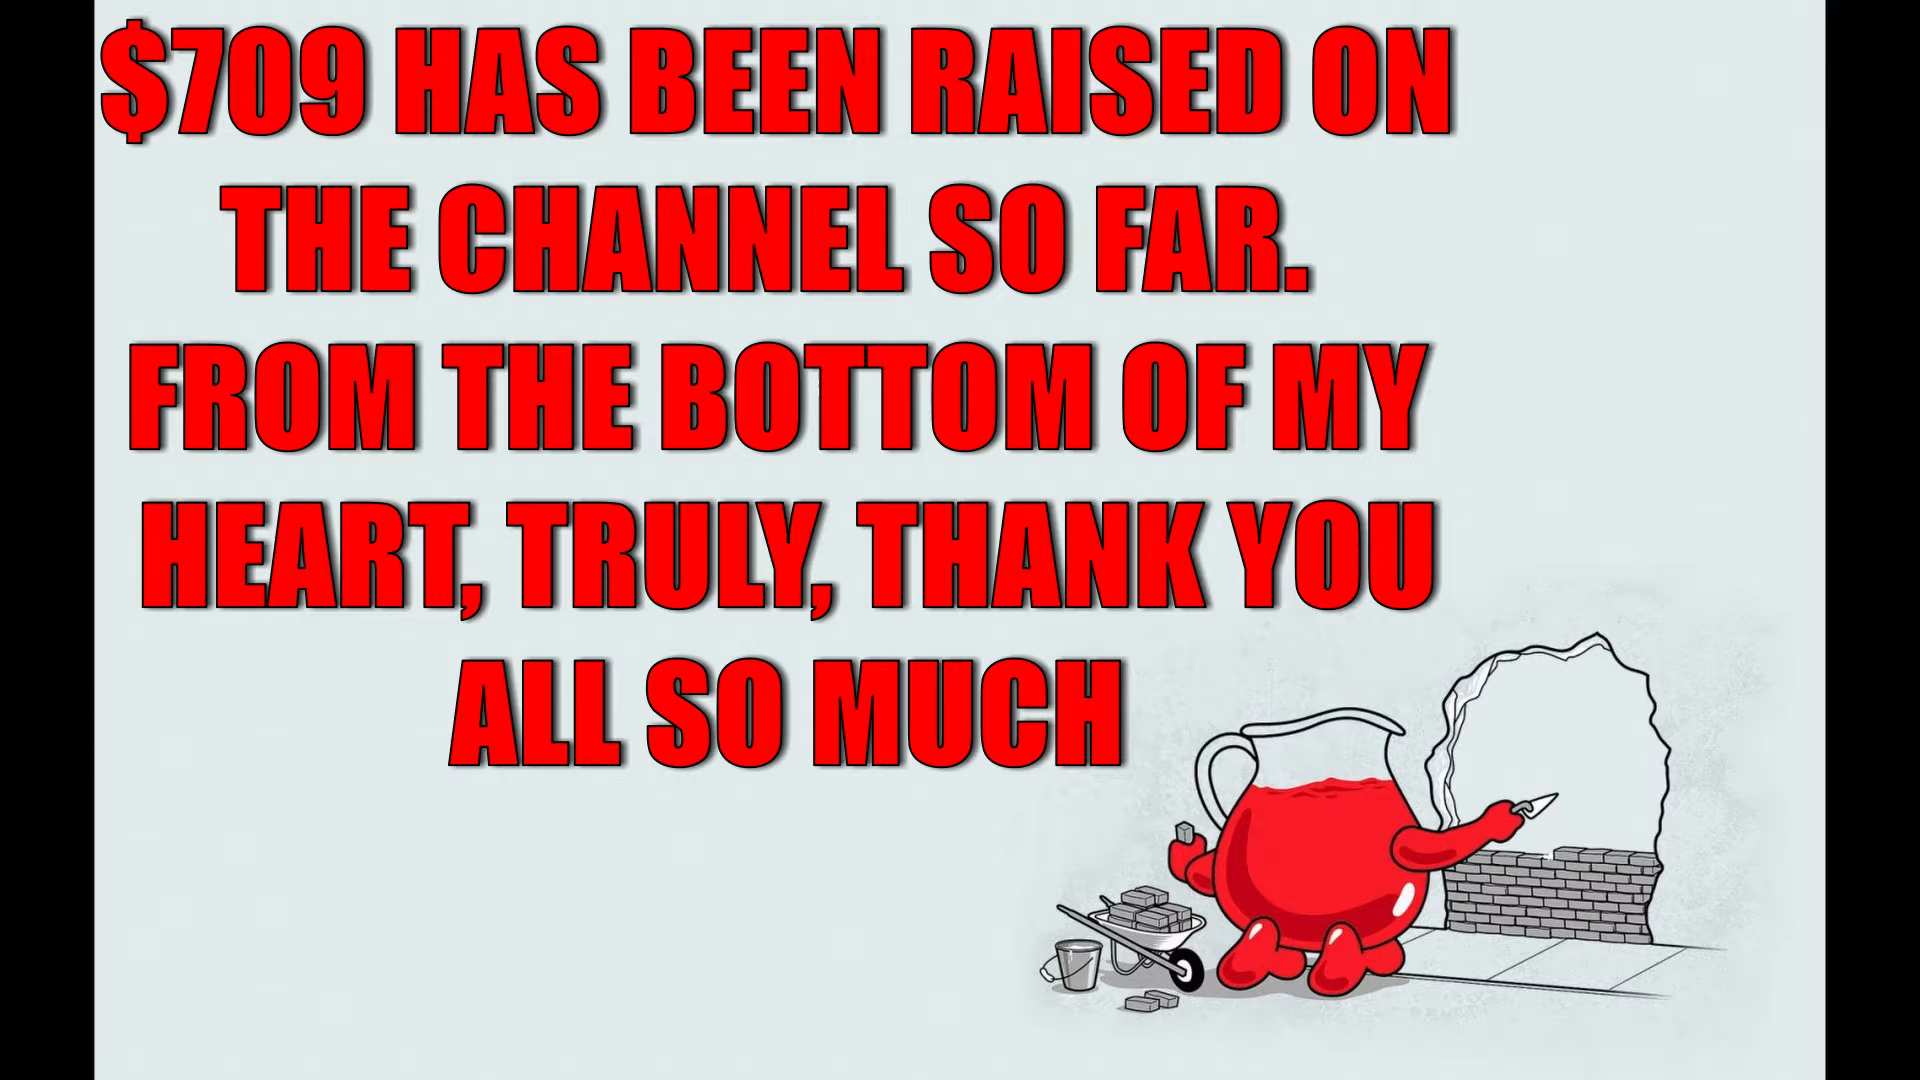 $709 HAS BEEN RAISED ON
THE CHANNEL SO FAR.
FROM THE BOTTOM OF MY
HEART, TRULY, THANK YOU
ALL SO MUCH